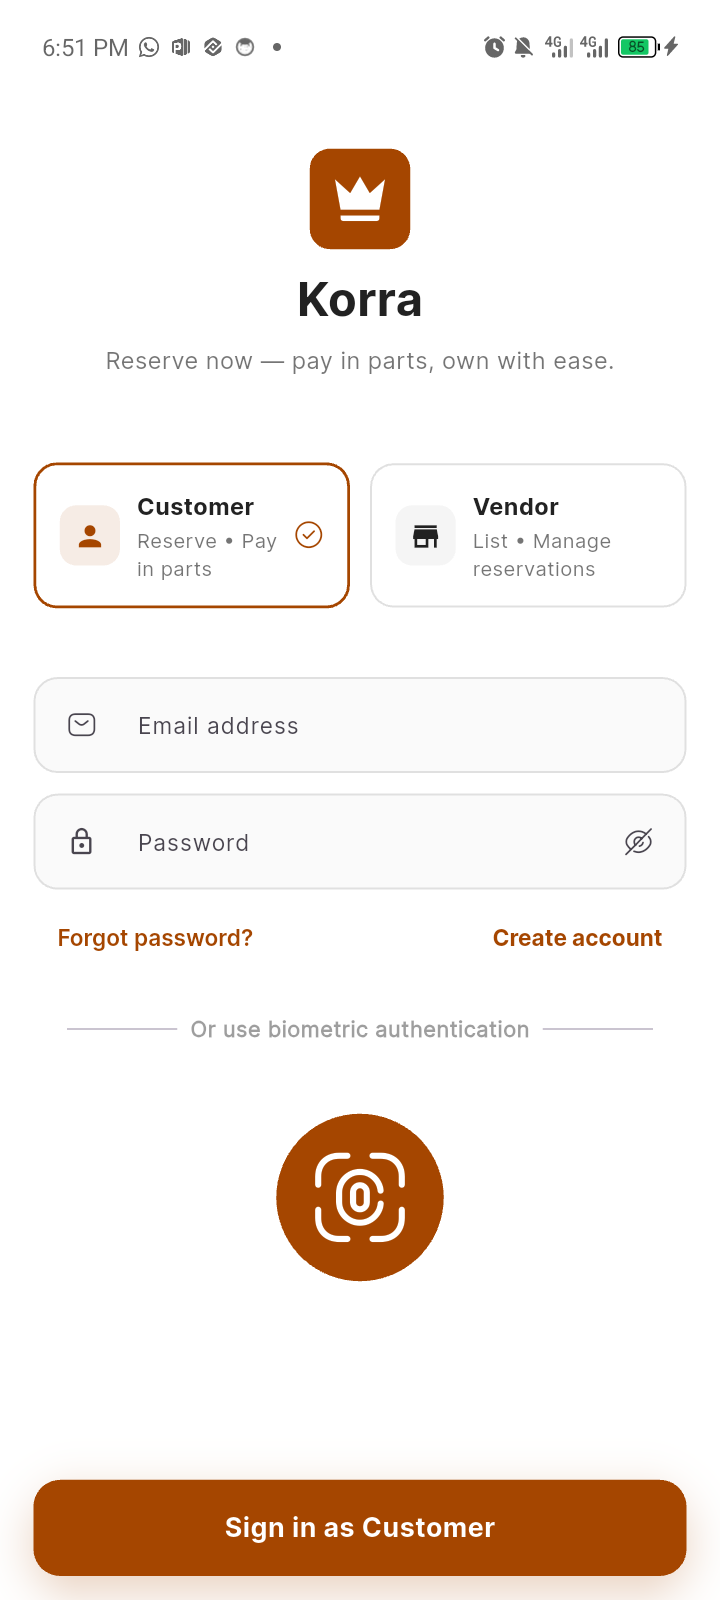 6:51 PM
4G 4G 85
Korra
Reserve now — pay in parts, own with ease.
Customer
Reserve • Pay
in parts
Vendor
List • Manage
reservations
Email address
Password
Forgot password?
Create account
Or use biometric authentication
Sign in as Customer